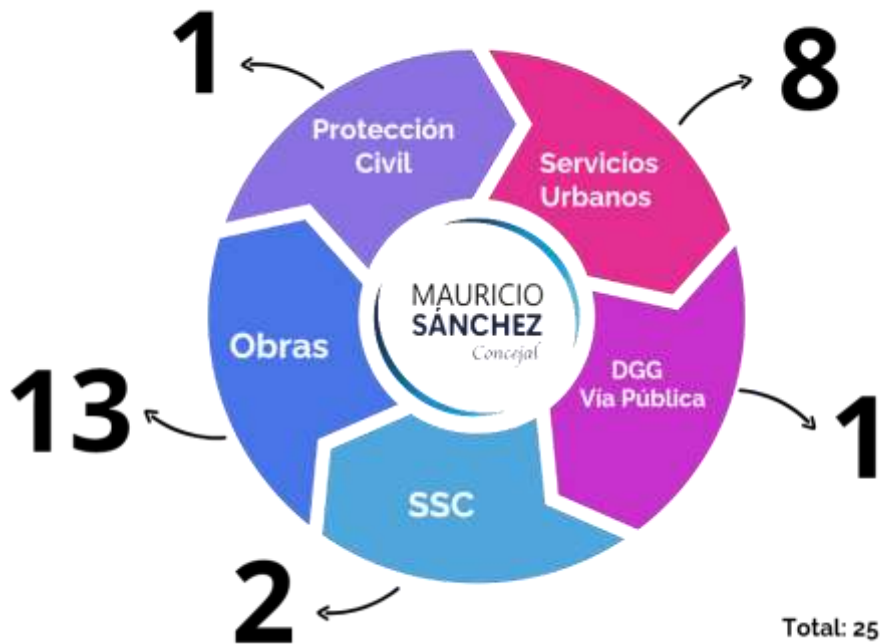 1
Protección
Civil
8
Servicios
Urbanos
MAURICIO
SÁNCHEZ
Concejal
Obras
13
DGG
Vía Pública
1
SSC
2
Total: 25